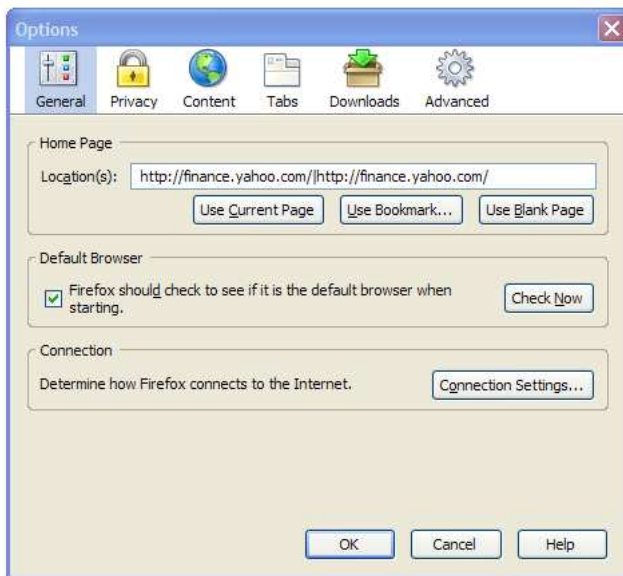 Options
General Privacy Content Tabs Downloads Advanced
Home Page
Location(s): http://finance.yahoo.com/|http://finance.yahoo.com/
Use Current Page Use Bookmark... Use Blank Page
Default Browser
Firefox should check to see if it is the default browser when
starting.
Check Now
Connection
Determine how Firefox connects to the Internet. Connection Settings...
OK Cancel Help